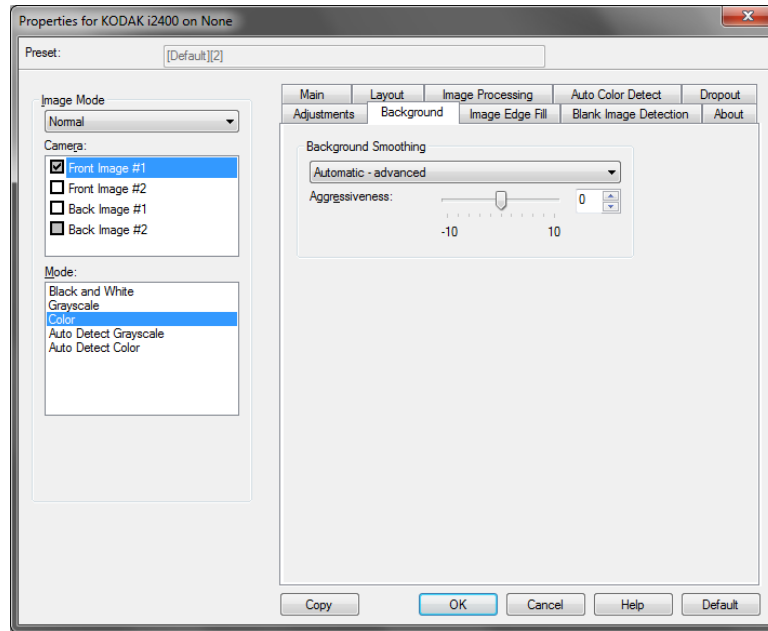 Properties for KODAK i2400 on None
Preset: [Default][2]
Image Mode
Normal
Camera:
Front Image #1
Front Image #2
Back Image #1
Back Image #2
Mode:
Black and White
Grayscale
Color
Auto Detect Grayscale
Auto Detect Color
Main Layout Image Processing Auto Color Detect Dropout
Adjustments Background Image Edge Fill Blank Image Detection About
Background Smoothing
Automatic - advanced
Aggressiveness: 0
-10 10
Copy OK Cancel Help Default